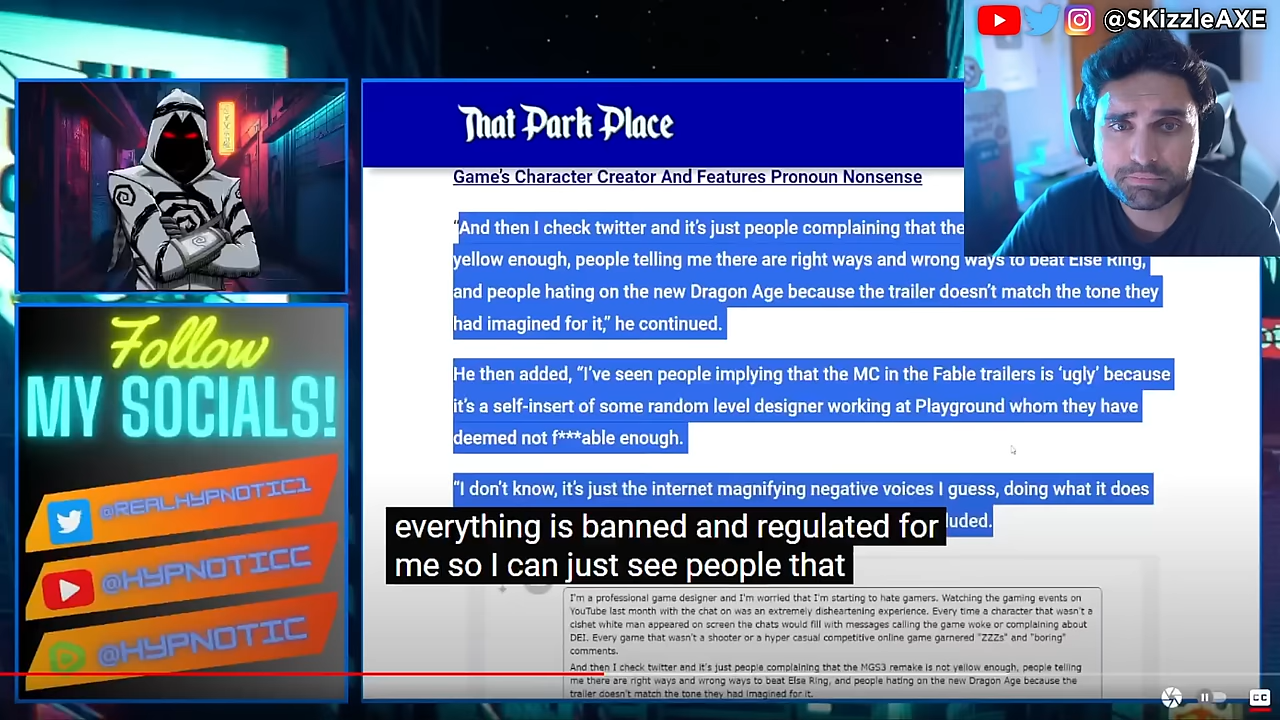 @SKizzleAXE
That Park Place
Game's Character Creator And Features Pronoun Nonsense
“And then I check twitter and it's just people complaining that the
yellow enough, people telling me there are right ways and wrong ways to beat Else Ring,
and people hating on the new Dragon Age because the trailer doesn't match the tone they
had imagined for it,” he continued.
He then added, “I've seen people implying that the MC in the Fable trailers is ‘ugly’ because
it's a self-insert of some random level designer working at Playground whom they have
deemed not f***able enough.
“I don't know, it's just the internet magnifying negative voices I guess, doing what it does
luded.
everything is banned and regulated for
me so I can just see people that
I'm a professional game designer and I'm worried that I'm starting to hate gamers. Watching the gaming events on
YouTube last month with the chat on was an extremely disheartening experience. Every time a character that wasn't a
cishet white man appeared on screen the chats would fill with messages calling the game woke or complaining about
DEI. Every game that wasn't a shooter or a hyper casual competitive online game garnered "ZZZs" and "boring"
comments.
And then I check twitter and it's just people complaining that the MGS3 remake is not yellow enough, people telling
me there are right ways and wrong ways to beat Else Ring, and people hating on the new Dragon Age because the
trailer doesn't match the tone they had imagined for it.
Follow
MY SOCIALS!
@REALHYPNOTIC1
@HYPNOTICC
@HYPNOTIC
CC